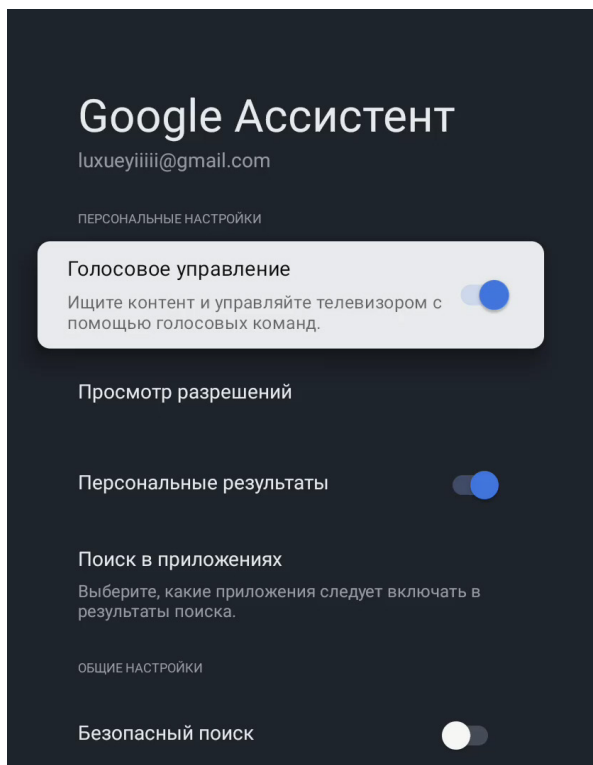 Google Ассистент
luxueyiiiii@gmail.com
ПЕРСОНАЛЬНЫЕ НАСТРОЙКИ
Голосовое управление
Ищите контент и управляйте телевизором с
помощью голосовых команд.
Просмотр разрешений
Персональные результаты
Поиск в приложениях
Выберите, какие приложения следует включать в
результаты поиска.
ОБЩИЕ НАСТРОЙКИ
Безопасный поиск